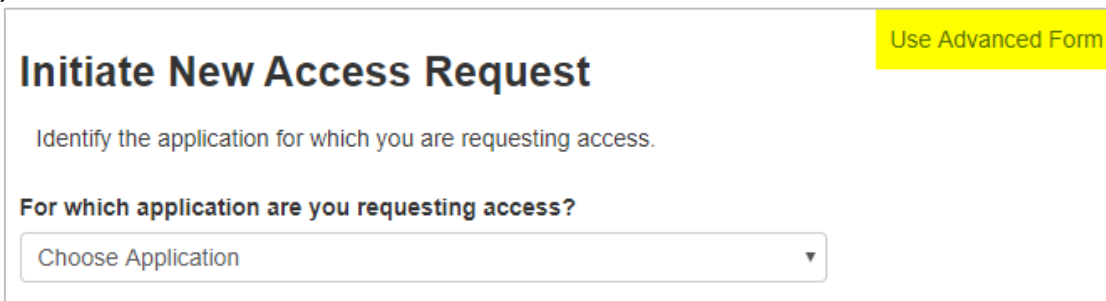 Use Advanced Form
Initiate New Access Request
Identify the application for which you are requesting access.
For which application are you requesting access?
Choose Application